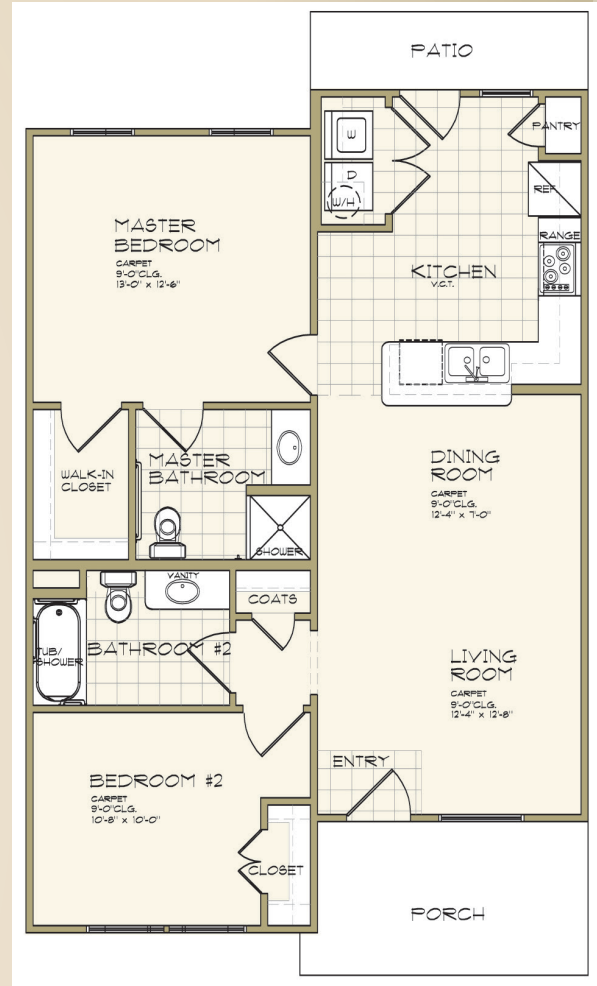 PATIO
W
D
W/H
PANTRY
REF.
RANGE
KITCHEN
V.C.T.
MASTER
BEDROOM
CARPET
9'-0"CLG.
13'-0" x 12'-6"
WALK-IN
CLOSET
MASTER
BATHROOM
SHOWER
DINING
ROOM
CARPET
9'-0"CLG.
12'-4" x 7'-0"
VANITY
COATS
TUB/
SHOWER
BATHROOM #2
LIVING
ROOM
CARPET
9'-0"CLG.
12'-4" x 12'-8"
ENTRY
BEDROOM #2
CARPET
9'-0"CLG.
10'-8" x 10'-0"
CLOSET
PORCH